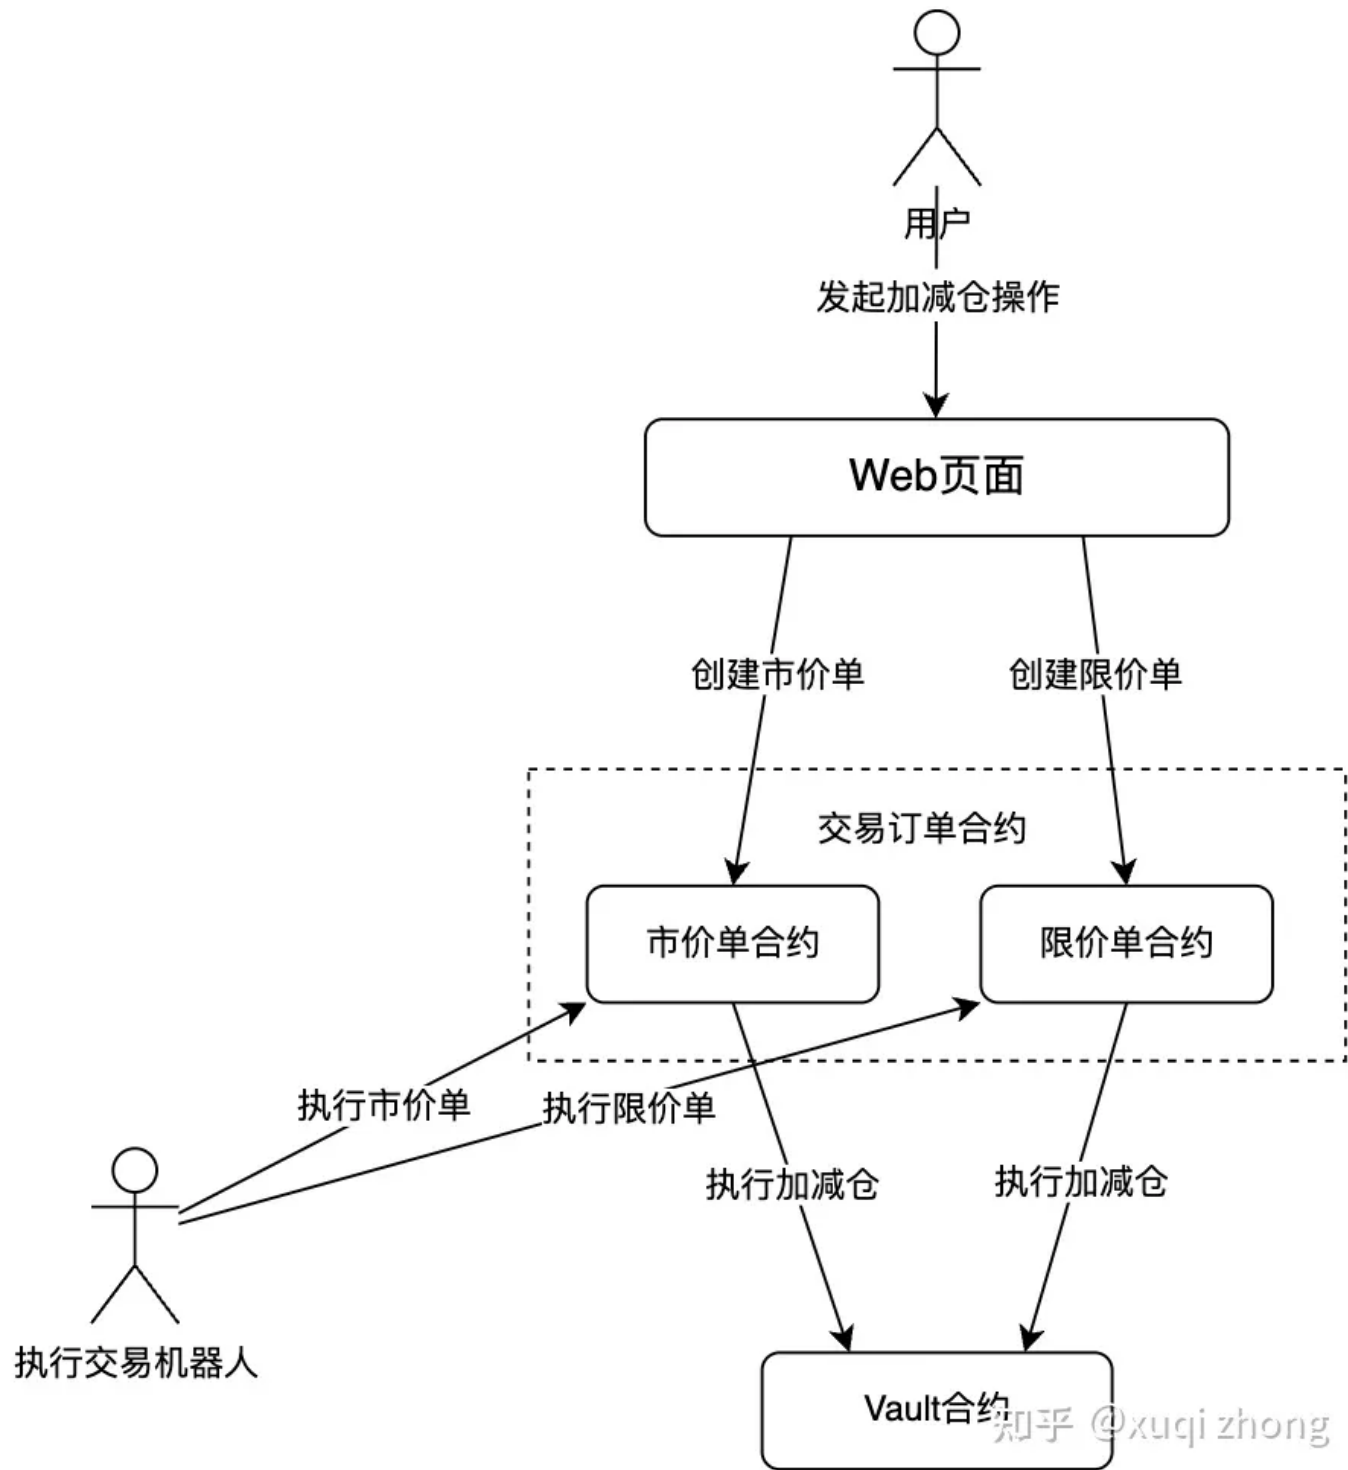 用户
发起加减仓操作
Web页面
创建市价单
创建限价单
交易订单合约
市价单合约
限价单合约
执行市价单
执行限价单
执行加减仓
执行加减仓
执行交易机器人
Vault合约
知乎 @xuqi zhong